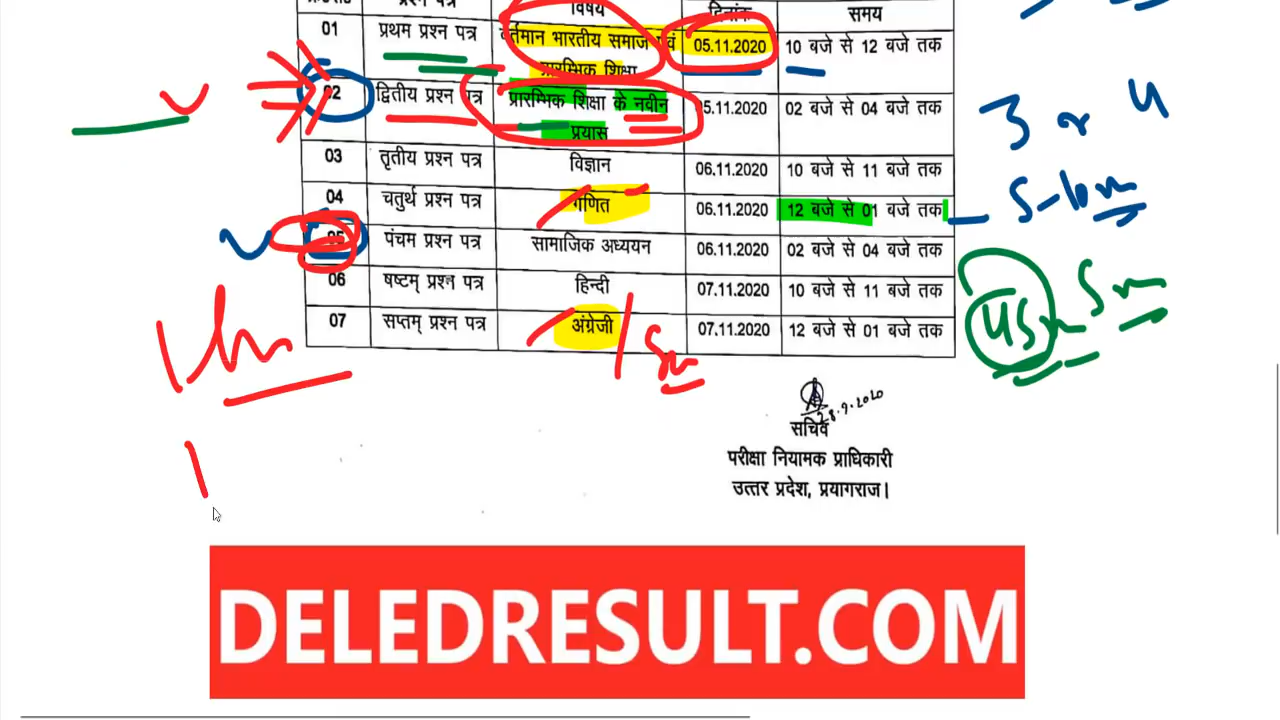 क्र०सं० प्रश्न पत्र विषय दिनांक समय
01 प्रथम प्रश्न पत्र वर्तमान भारतीय समाज एवं 05.11.2020 10 बजे से 12 बजे तक
प्रारम्भिक शिक्षा
02 द्वितीय प्रश्न पत्र प्रारम्भिक शिक्षा के नवीन 05.11.2020 02 बजे से 04 बजे तक
प्रयास
03 तृतीय प्रश्न पत्र विज्ञान 06.11.2020 10 बजे से 11 बजे तक
04 चतुर्थ प्रश्न पत्र गणित 06.11.2020 12 बजे से 01 बजे तक
05 पंचम प्रश्न पत्र सामाजिक अध्ययन 06.11.2020 02 बजे से 04 बजे तक
06 षष्टम् प्रश्न पत्र हिन्दी 07.11.2020 10 बजे से 11 बजे तक
07 सप्तम् प्रश्न पत्र अंग्रेजी 07.11.2020 12 बजे से 01 बजे तक
28.9.2020
सचिव
परीक्षा नियामक प्राधिकारी
उत्तर प्रदेश, प्रयागराज।
DELEDRESULT.COM